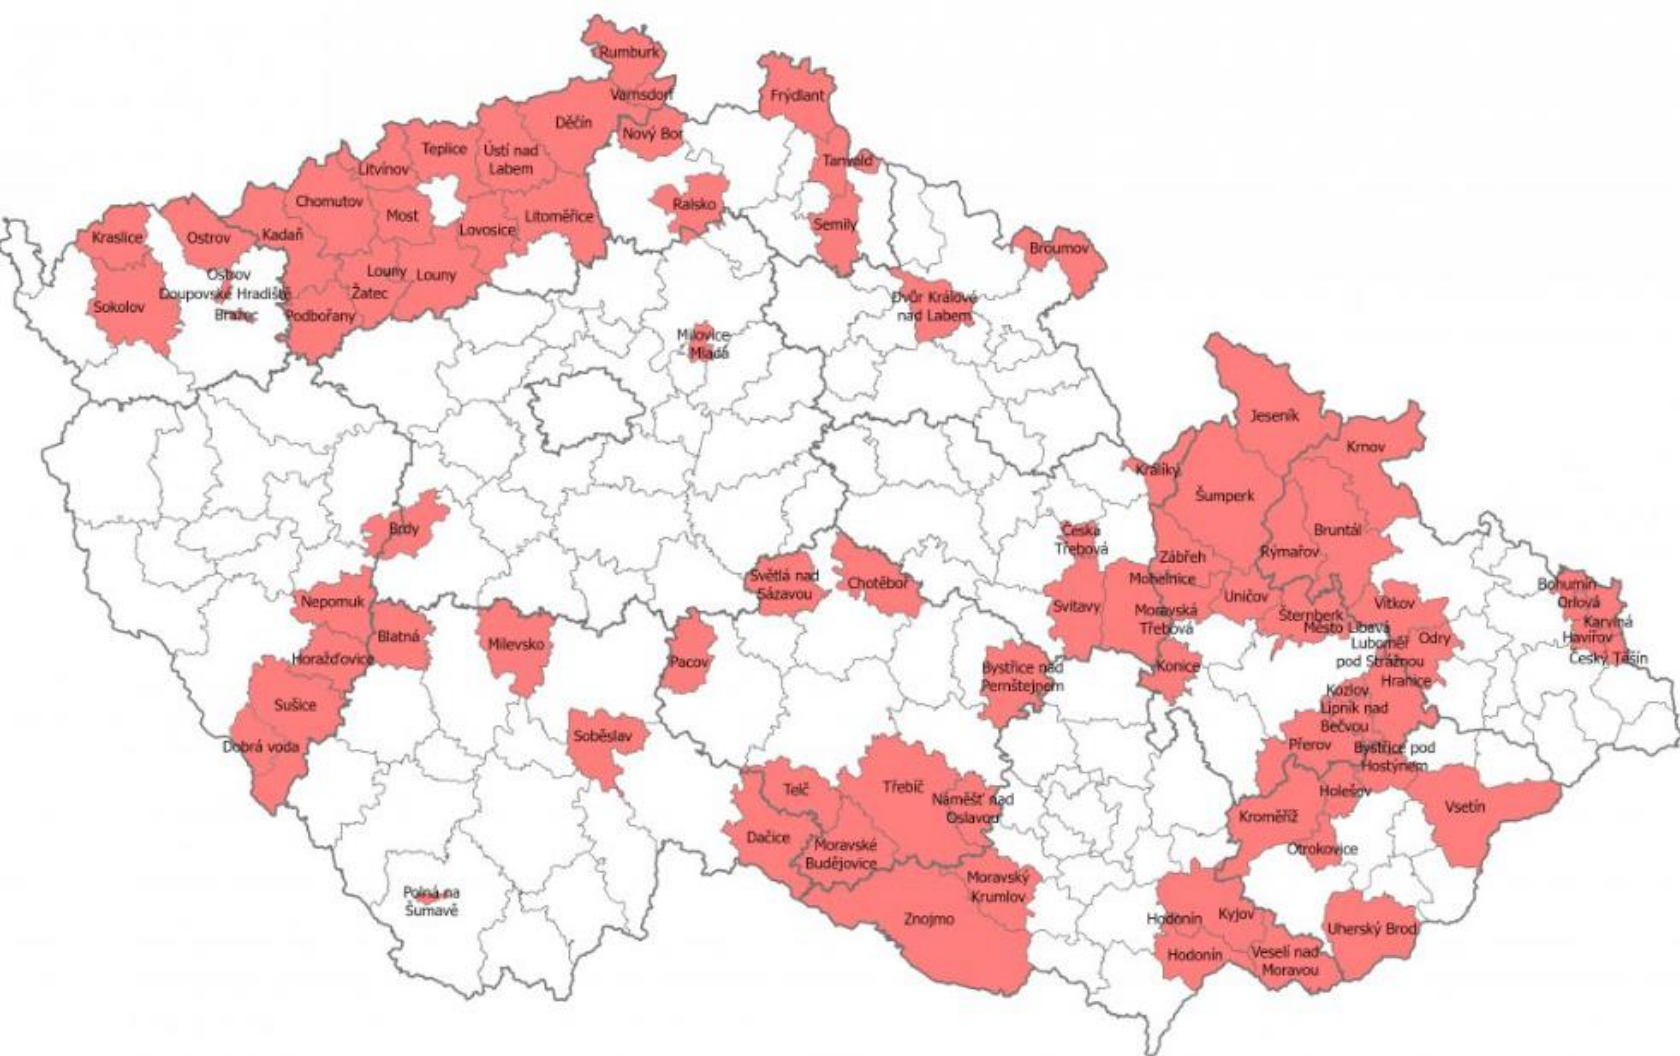 Rumburk
Varnsdorf
Frýdlant
Děčín
Nový Bor
Teplice
Ústí nad
Labem
Tanvald
Litvínov
Chomutov
Ralsko
Most
Litoměřice
Semily
Lovosice
Kadaň
Kraslice
Ostrov
Broumov
Louny
Louny
Ostrov
Doupovské Hradiště
Bražec
Žatec
Dvůr Králové
nad Labem
Sokolov
Podbořany
Milovice
- Mladá
Jeseník
Krnov
Králíky
Šumperk
Brdy
Česká
Třebová
Bruntál
Rýmařov
Zábřeh
Mohelnice
Světlá nad
Sázavou
Chotěboř
Bohumín
Orlová
Karviná
Havířov
Český Těšín
Uničov
Nepomuk
Svitavy
Moravská
Třebová
Šternberk
Město Libavá
Vítkov
Blatná
Milevsko
Odry
Luboměř
pod Strážnou
Horažďovice
Pacov
Bystřice nad
Pernštejnem
Konice
Hranice
Kozlov
Lipník nad
Bečvou
Sušice
Soběslav
Dobrá voda
Přerov
Bystřice pod
Hostýnem
Telč
Třebíč
Náměšť nad
Oslavou
Holešov
Vsetín
Kroměříž
Dačice
Moravské
Budějovice
Otrokovice
Moravský
Krumlov
Polná na
Šumavě
Znojmo
Hodonín
Kyjov
Uherský Brod
Hodonín
Veselí nad
Moravou